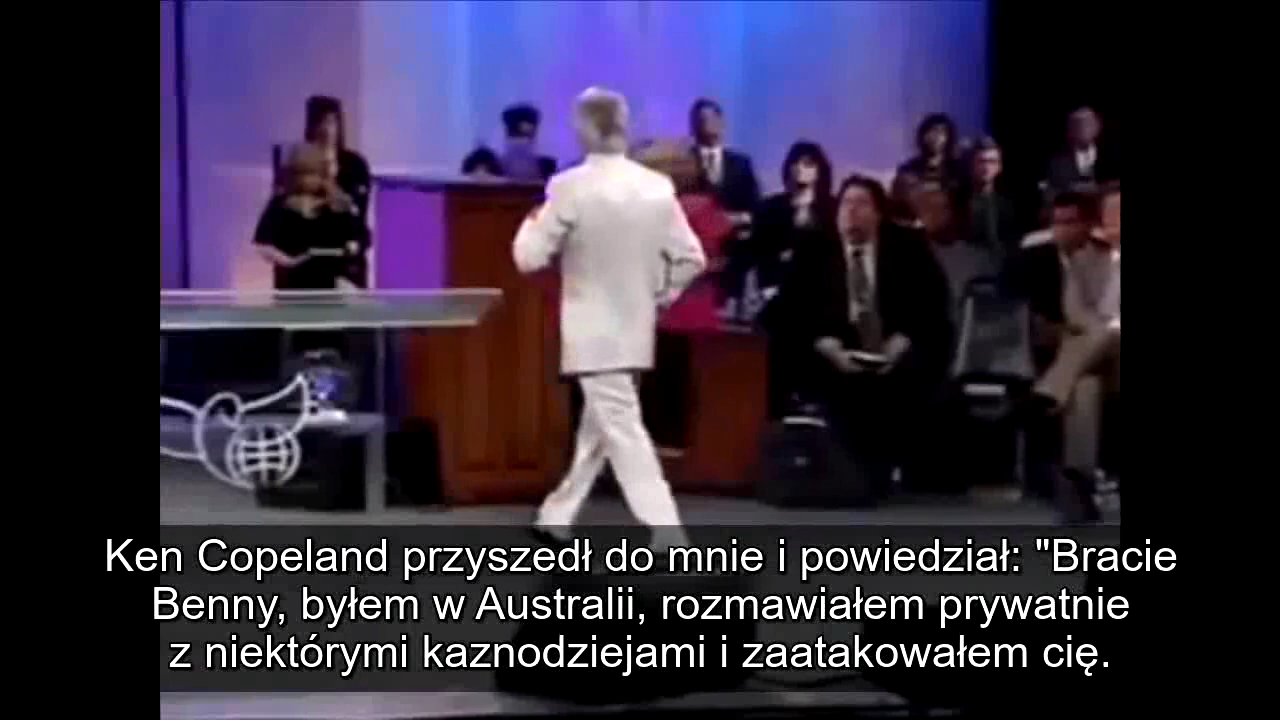 Ken Copeland przyszedł do mnie i powiedział: "Bracie
Benny, byłem w Australii, rozmawiałem prywatnie
z niektórymi kaznodziejami i zaatakowałem cię.